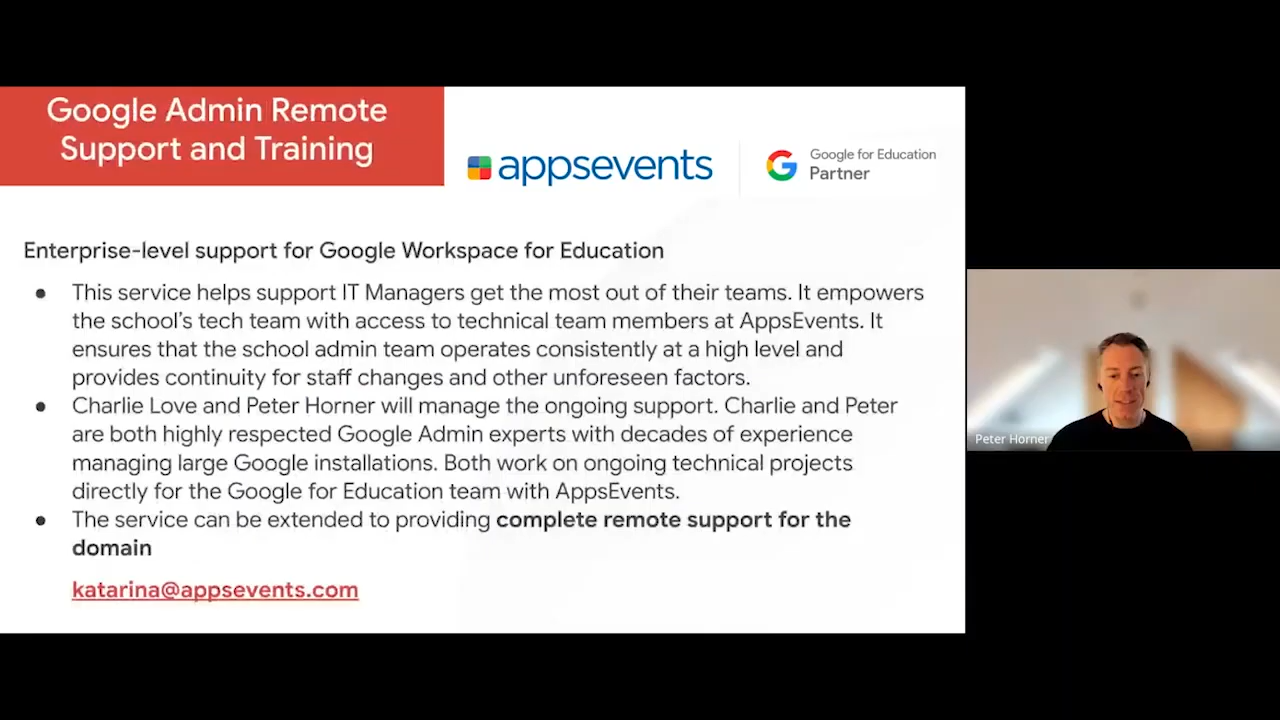 Google Admin Remote
Support and Training
appsevents
Google for Education
Partner
Enterprise-level support for Google Workspace for Education
● This service helps support IT Managers get the most out of their teams. It empowers
the school's tech team with access to technical team members at AppsEvents. It
ensures that the school admin team operates consistently at a high level and
provides continuity for staff changes and other unforeseen factors.
● Charlie Love and Peter Horner will manage the ongoing support. Charlie and Peter
are both highly respected Google Admin experts with decades of experience
managing large Google installations. Both work on ongoing technical projects
directly for the Google for Education team with AppsEvents.
● The service can be extended to providing complete remote support for the
domain
katarina@appsevents.com
Peter Horner